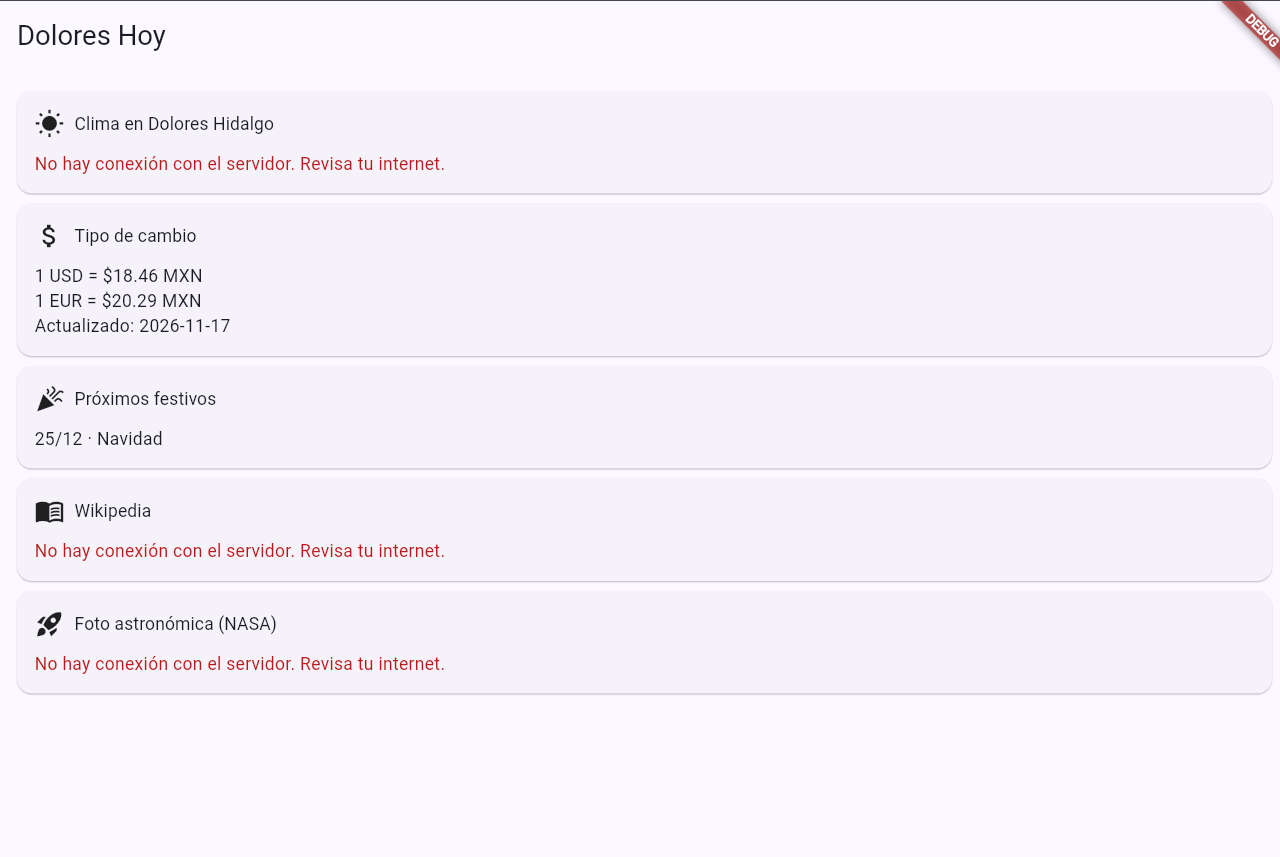 Dolores Hoy
DEBUG
Clima en Dolores Hidalgo
No hay conexión con el servidor. Revisa tu internet.
Tipo de cambio
1 USD = $18.46 MXN
1 EUR = $20.29 MXN
Actualizado: 2026-11-17
Próximos festivos
25/12 · Navidad
Wikipedia
No hay conexión con el servidor. Revisa tu internet.
Foto astronómica (NASA)
No hay conexión con el servidor. Revisa tu internet.